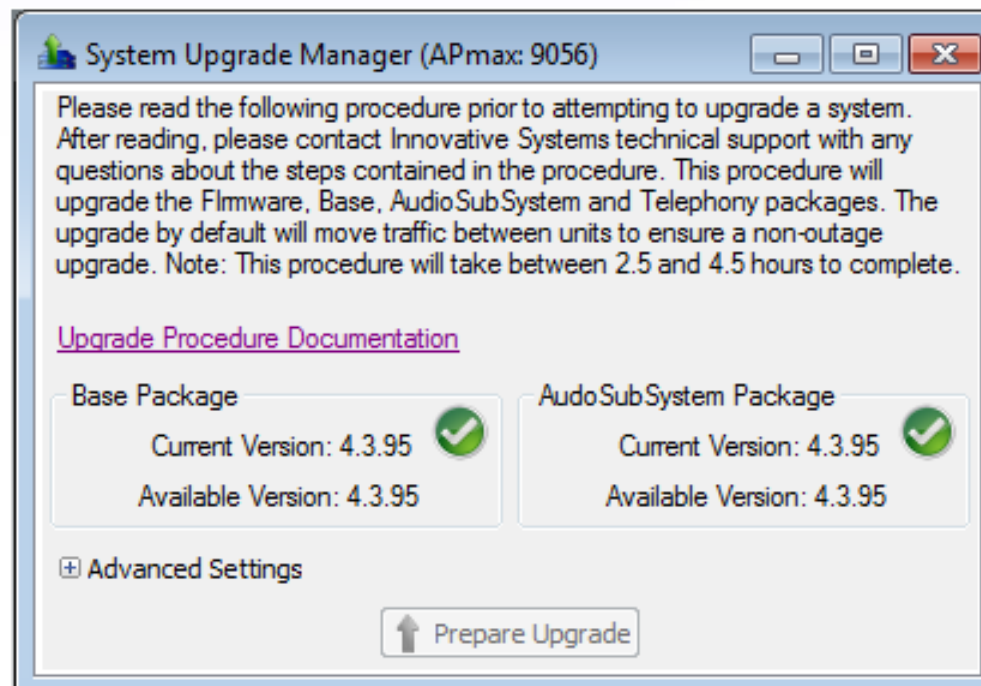 System Upgrade Manager (APmax: 9056)
Please read the following procedure prior to attempting to upgrade a system.
After reading, please contact Innovative Systems technical support with any
questions about the steps contained in the procedure. This procedure will
upgrade the FIrmware, Base, AudioSubSystem and Telephony packages. The
upgrade by default will move traffic between units to ensure a non-outage
upgrade. Note: This procedure will take between 2.5 and 4.5 hours to complete.
Upgrade Procedure Documentation
Base Package
Current Version: 4.3.95
Available Version: 4.3.95
AudoSubSystem Package
Current Version: 4.3.95
Available Version: 4.3.95
Advanced Settings
Prepare Upgrade